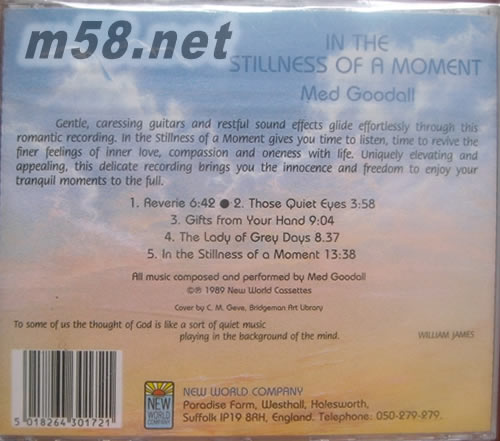 m58.net
IN THE
STILLNESS OF A MOMENT
Med Goodall
Gentle, caressing guitars and restful sound effects glide effortlessly through this
romantic recording. In the Stillness of a Moment gives you time to listen, time to revive the
finer feelings of inner love, compassion and oneness with life. Uniquely elevating and
appealing, this delicate recording brings you the innocence and freedom to enjoy your
tranquil moments to the full.
1. Reverie 6:42 ● 2. Those Quiet Eyes 3:58
3. Gifts from Your Hand 9:04
4. The Lady of Grey Days 8.37
5. In the Stillness of a Moment 13:38
All music composed and performed by Med Goodall
©℗ 1989 New World Cassettes
Cover by C. M. Geve, Bridgeman Art Library
To some of us the thought of God is like a sort of quiet music
playing in the background of the mind.
WILLIAM JAMES
5 018264 301721
NEW
WORLD
COMPANY
NEW WORLD COMPANY
Paradise Farm, Westhall, Halesworth,
Suffolk IP19 8AH, England. Telephone: 050-279-279.